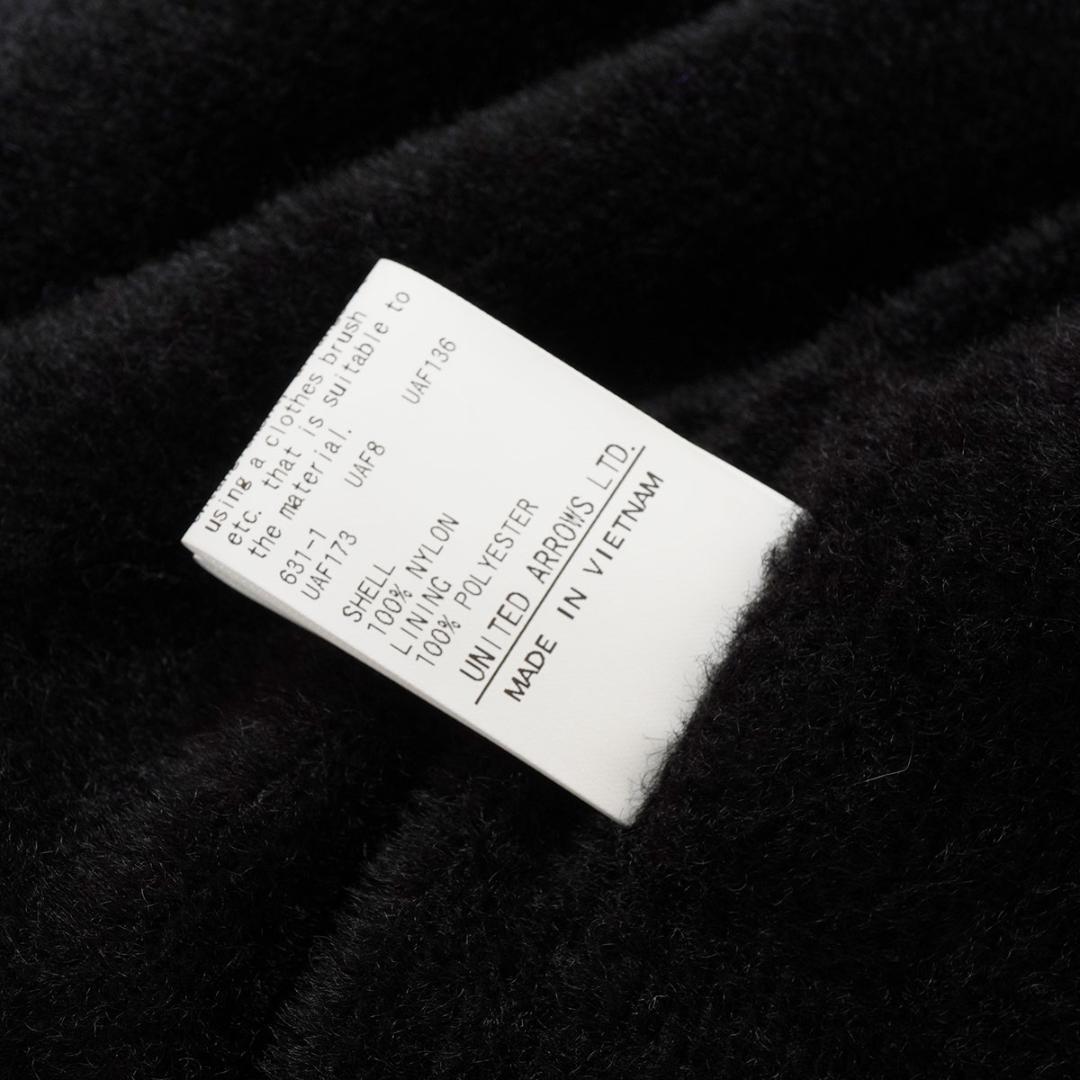 using a clothes brush
etc. that is suitable to
the material.
631-1 UAF8 UAF136
UAF173
SHELL
100% NYLON
LINING
100% POLYESTER
UNITED ARROWS LTD.
MADE IN VIETNAM